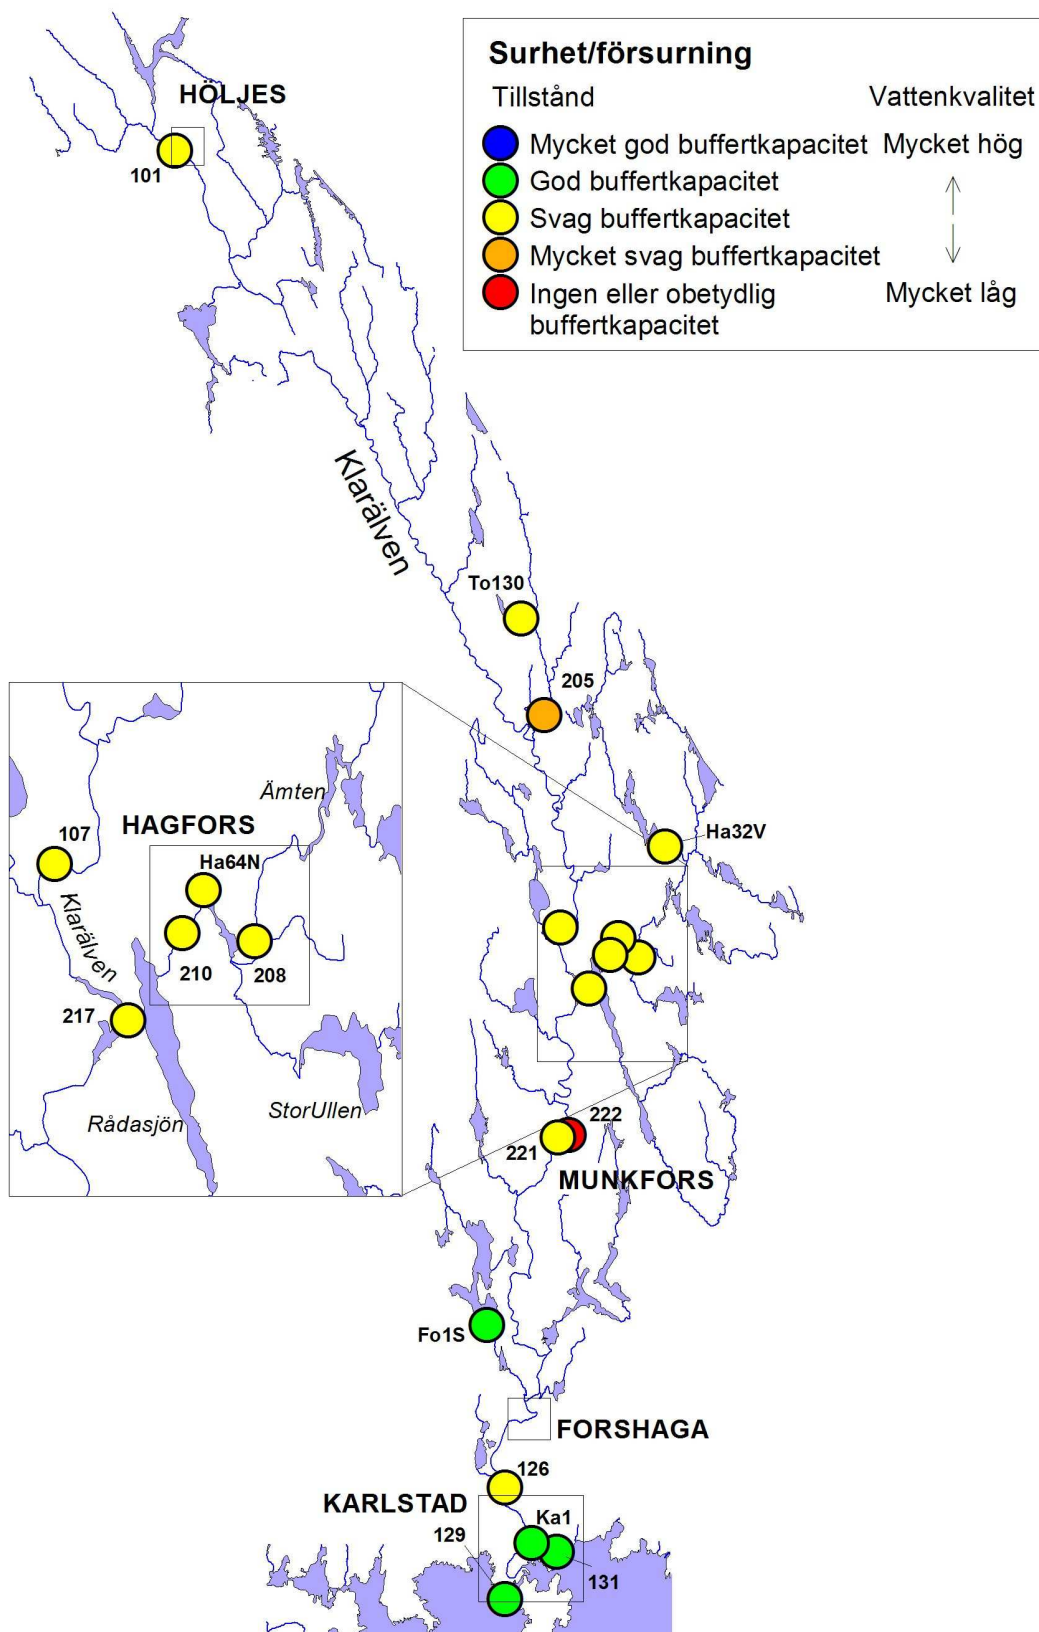 Surhet/försurning
Tillstånd
Vattenkvalitet
Mycket god buffertkapacitet
Mycket hög
God buffertkapacitet
Svag buffertkapacitet
Mycket svag buffertkapacitet
Ingen eller obetydlig
buffertkapacitet
Mycket låg
HÖLJES
101
Klarälven
To130
205
Ha32V
Ämten
HAGFORS
107
Ha64N
Klarälven
210
208
217
Rådasjön
StorUllen
222
221
MUNKFORS
Fo1S
FORSHAGA
126
KARLSTAD
Ka1
129
131